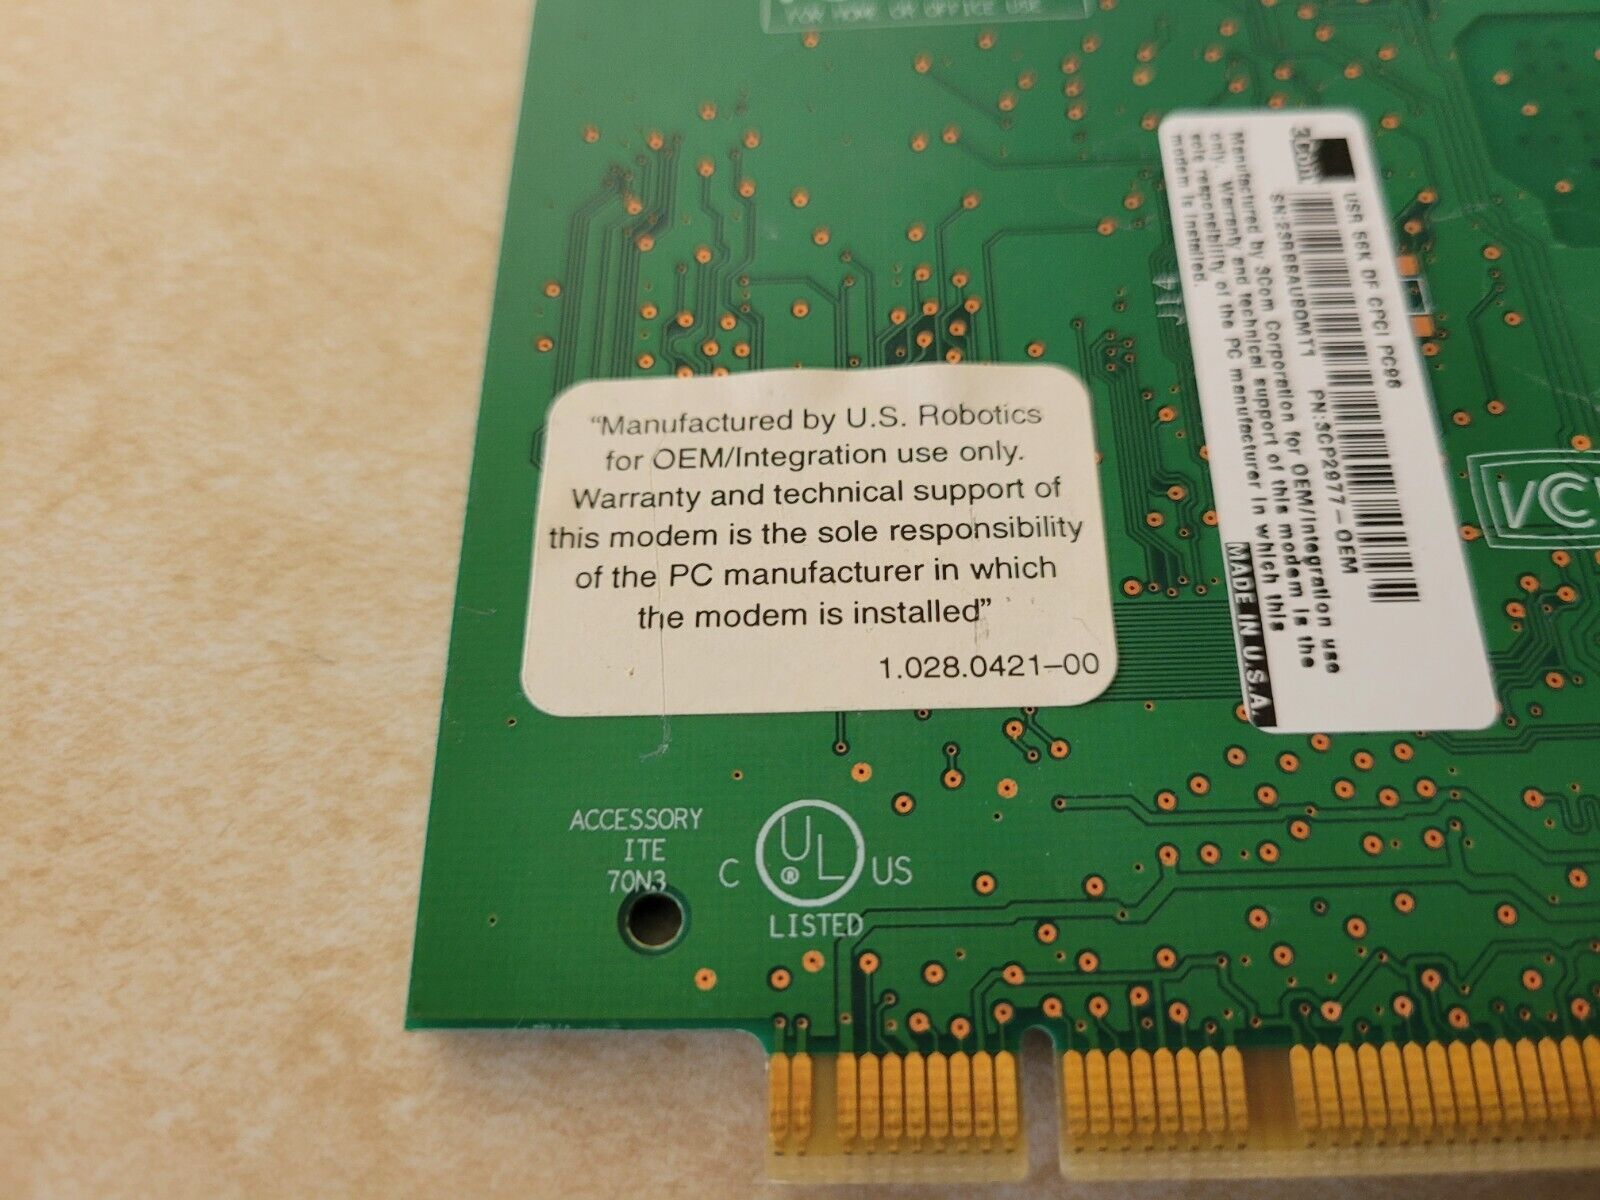 FOR HOME OR OFFICE USE
"Manufactured by U.S. Robotics
for OEM/Integration use only.
Warranty and technical support of
this modem is the sole responsibility
of the PC manufacturer in which
the modem is installed"
1.028.0421-00
3Com
USR 56K DF CPCI PC98
PN:3CP2977-OEM
Manufactured by 3Com Corporation for OEM/Integration use
only. Warranty and technical support of this modem is the
sole responsibility of the PC manufacturer in which this
modem is installed.
MADE IN U.S.A.
J14
ACCESSORY
ITE
70N3
C UL ® US
LISTED